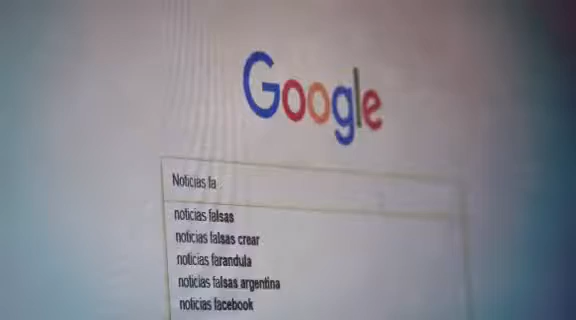 Google
Noticias fa
noticias falsas
noticias falsas crear
noticias farandula
noticias falsas argentina
noticias facebook